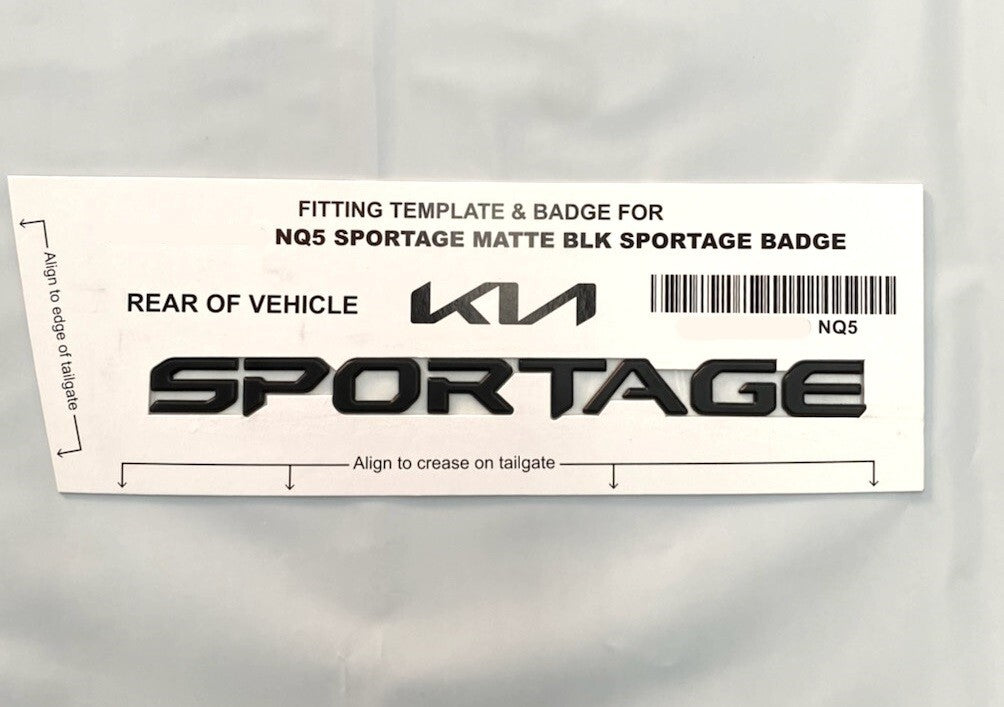 FITTING TEMPLATE & BADGE FOR
NQ5 SPORTAGE MATTE BLK SPORTAGE BADGE
Align to edge of tailgate
REAR OF VEHICLE
KIA
NQ5
SPORTAGE
Align to crease on tailgate